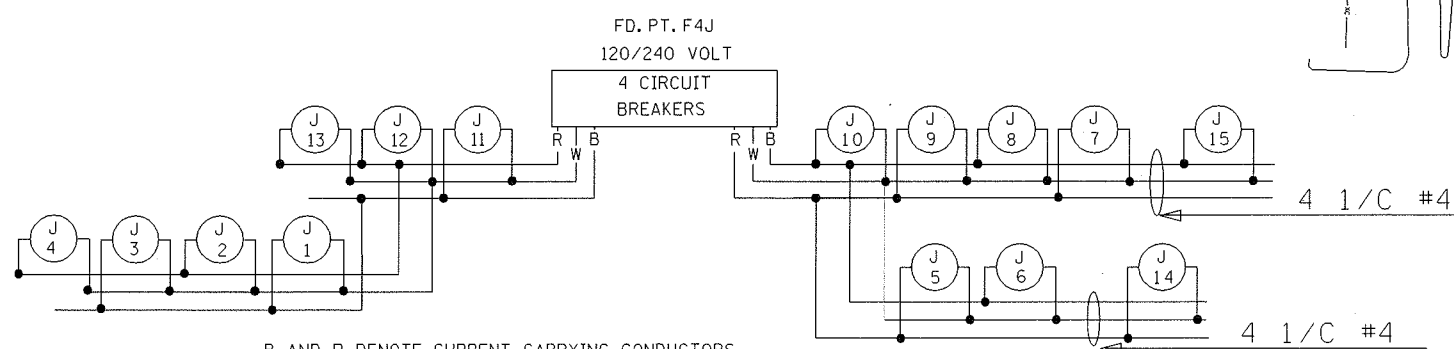 FD. PT. F4J
120/240 VOLT
4 CIRCUIT
BREAKERS
J 13
J 12
J 11
R W B
R W B
J 10
J 9
J 8
J 7
J 15
4 1/C #4
J 4
J 3
J 2
J 1
J 5
J 6
J 14
4 1/C #4